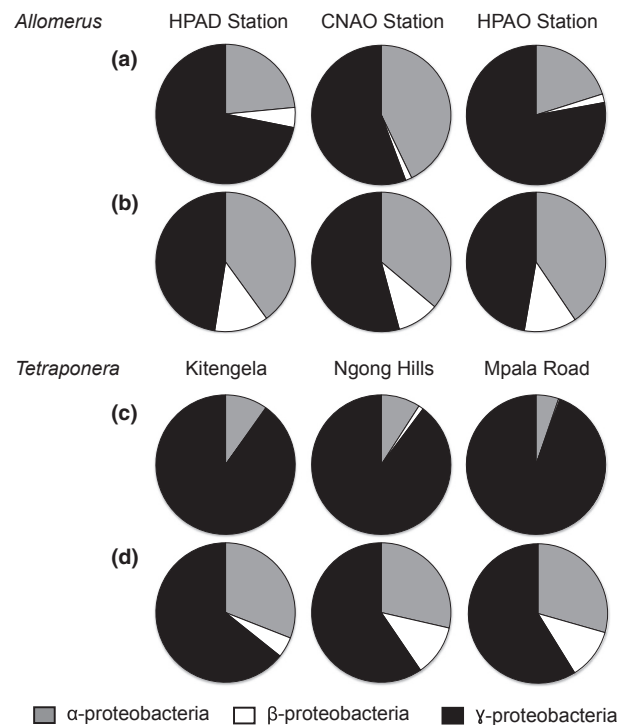 Allomerus HPAD Station CNAO Station HPAO Station
(a)
(b)
Tetraponera Kitengela Ngong Hills Mpala Road
(c)
(d)
α-proteobacteria β-proteobacteria ɣ-proteobacteria